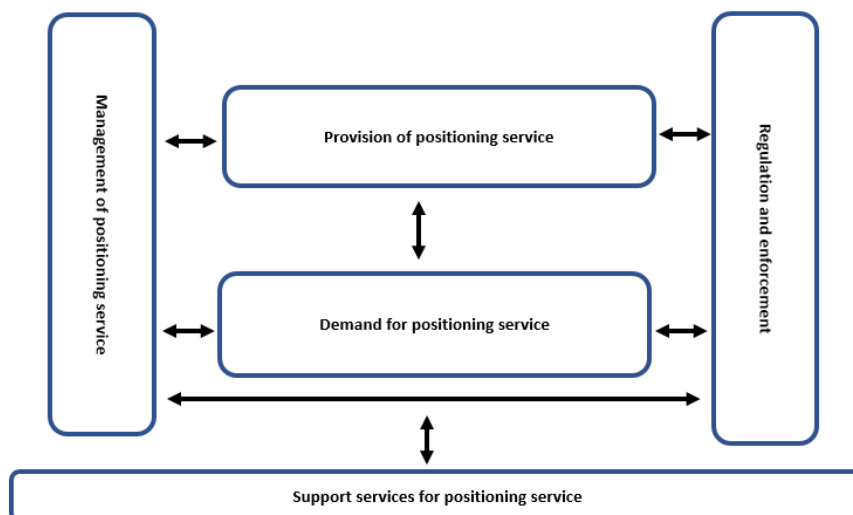 Management of positioning service
Provision of positioning service
Regulation and enforcement
Demand for positioning service
Support services for positioning service